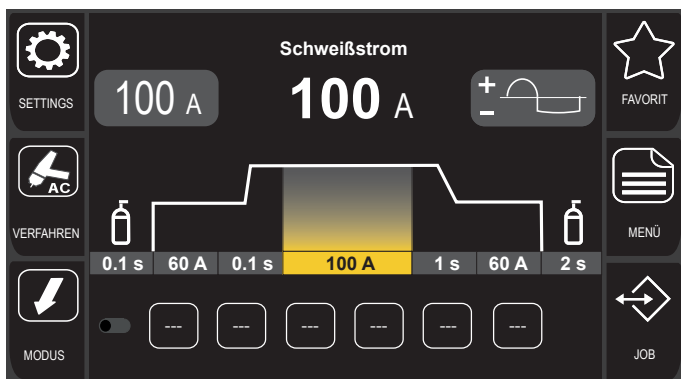 Schweißstrom
100 A
100 A
+
–
SETTINGS
FAVORIT
AC
VERFAHREN
MENÜ
0.1 s 60 A 0.1 s 100 A 1 s 60 A 2 s
--- --- --- --- --- ---
MODUS
JOB